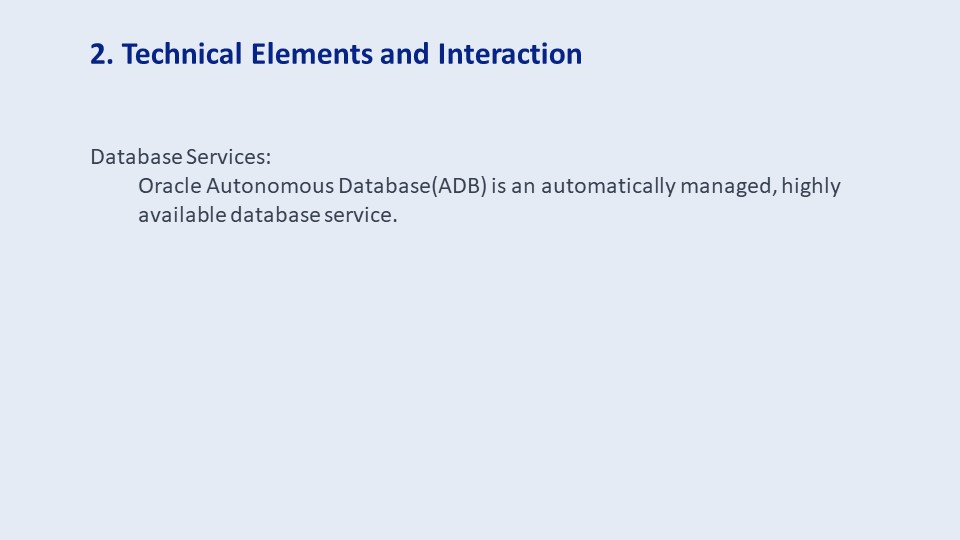 2. Technical Elements and Interaction
Database Services:
Oracle Autonomous Database(ADB) is an automatically managed, highly
available database service.